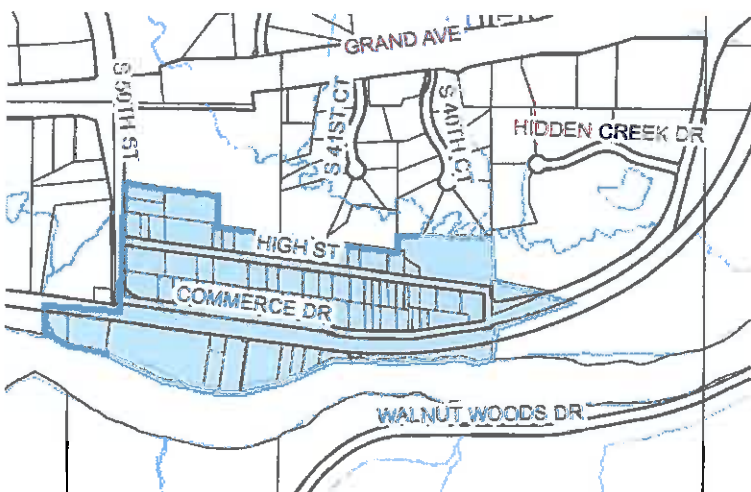 GRAND AVE
S 50TH ST
S 41ST CT
S 40TH CT
HIDDEN CREEK DR
HIGH ST
COMMERCE DR
WALNUT WOODS DR